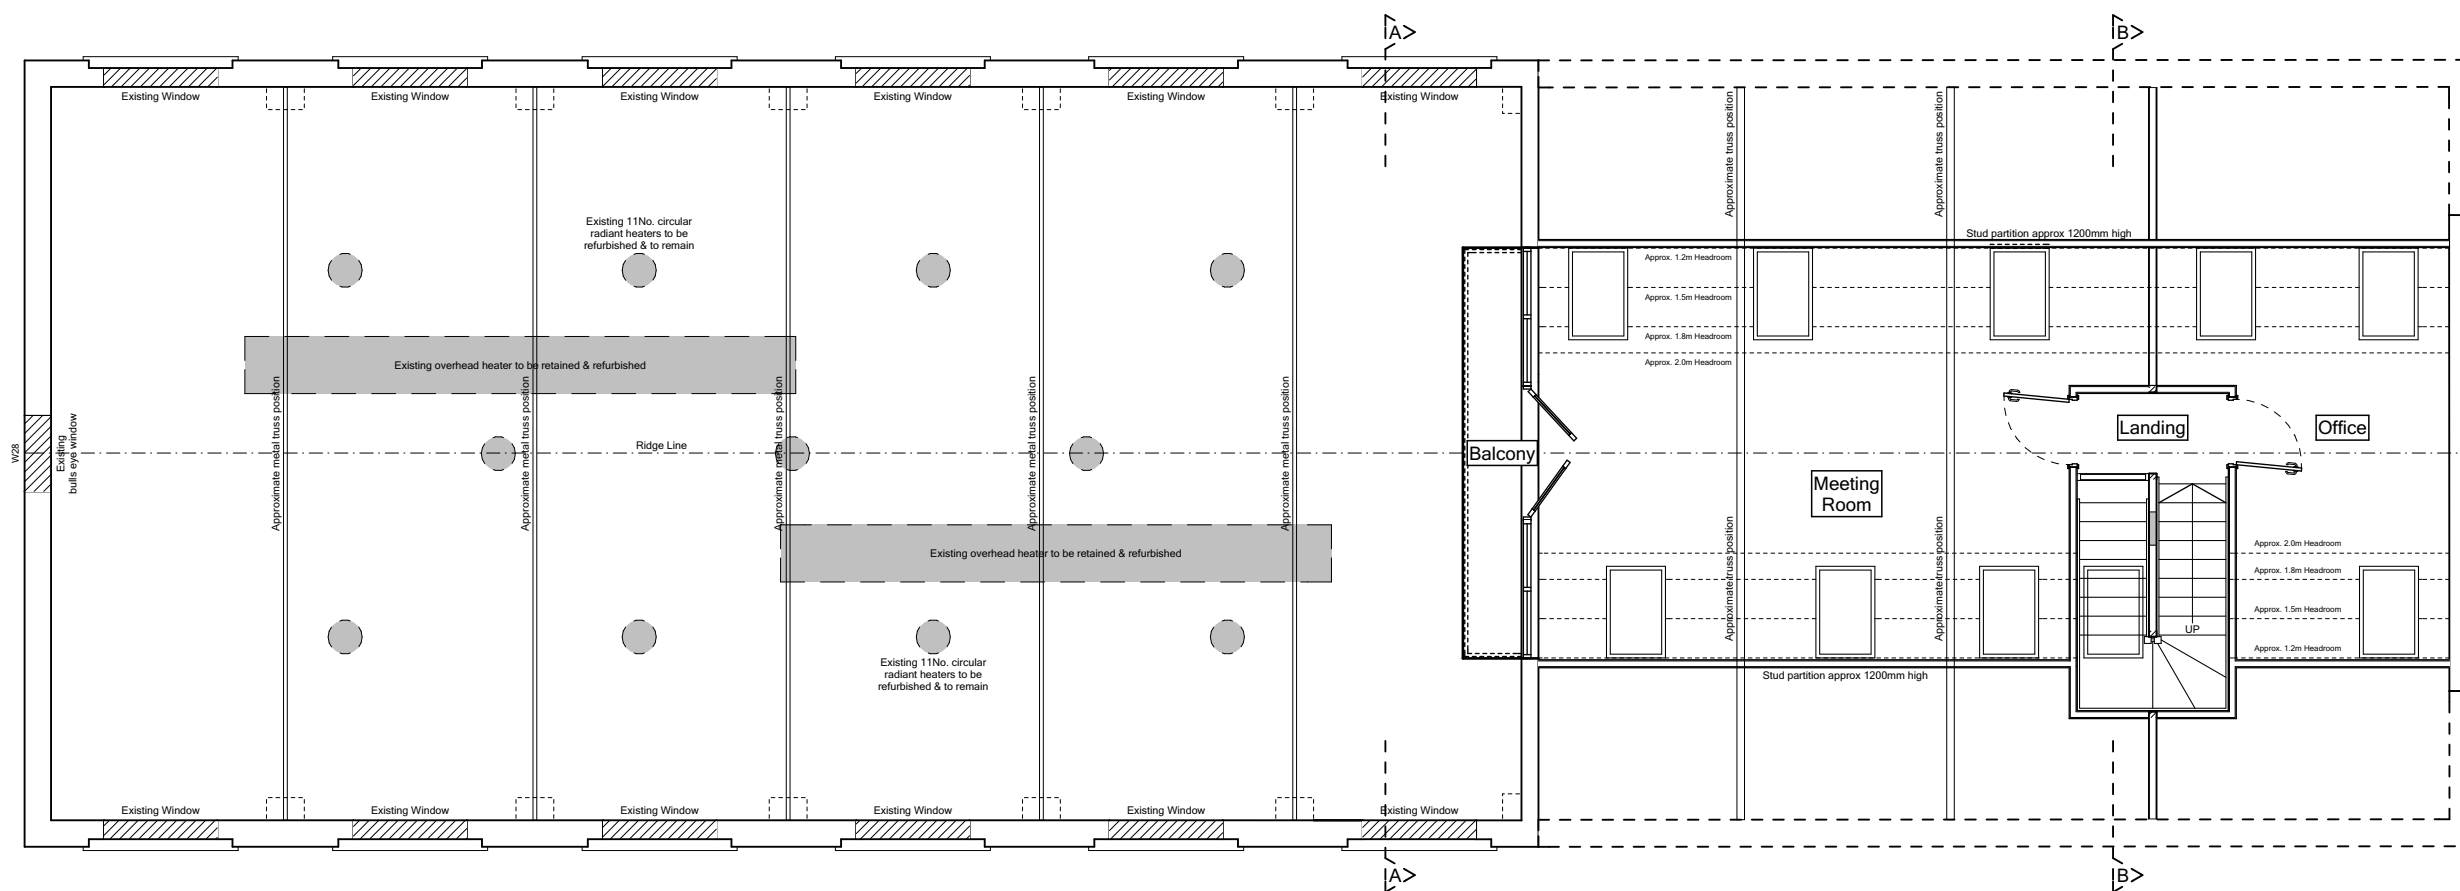 A
B
Existing Window
Existing Window
Existing Window
Existing Window
Existing Window
Existing Window
Approximate truss position
Approximate truss position
Existing 11No. circular
radiant heaters to be
refurbished & to remain
Stud partition approx 1200mm high
Approx. 1.2m Headroom
Approx. 1.5m Headroom
Approx. 1.8m Headroom
Approx. 2.0m Headroom
Existing overhead heater to be retained & refurbished
W28
Existing
bulls eye window
Approximate metal truss position
Approximate metal truss position
Approximate metal truss position
Approximate metal truss position
Approximate metal truss position
Ridge Line
Balcony
Landing
Office
Meeting
Room
Existing overhead heater to be retained & refurbished
Approximate truss position
Approximate truss position
Approx. 2.0m Headroom
Approx. 1.8m Headroom
Approx. 1.5m Headroom
UP
Approx. 1.2m Headroom
Existing 11No. circular
radiant heaters to be
refurbished & to remain
Stud partition approx 1200mm high
Existing Window
Existing Window
Existing Window
Existing Window
Existing Window
Existing Window
A
B